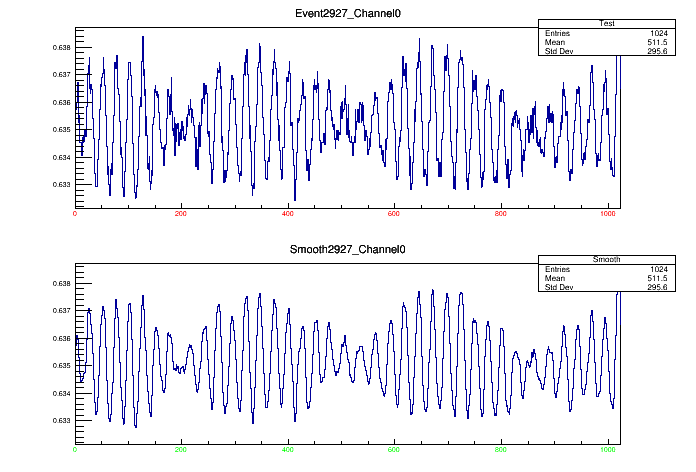 Event2927_Channel0
Test
Entries 1024
Mean 511.5
Std Dev 295.6
0.638
0.637
0.636
0.635
0.634
0.633
0 200 400 600 800 1000
Smooth2927_Channel0
Smooth
Entries 1024
Mean 511.5
Std Dev 295.6
0.638
0.637
0.636
0.635
0.634
0.633
0 200 400 600 800 1000